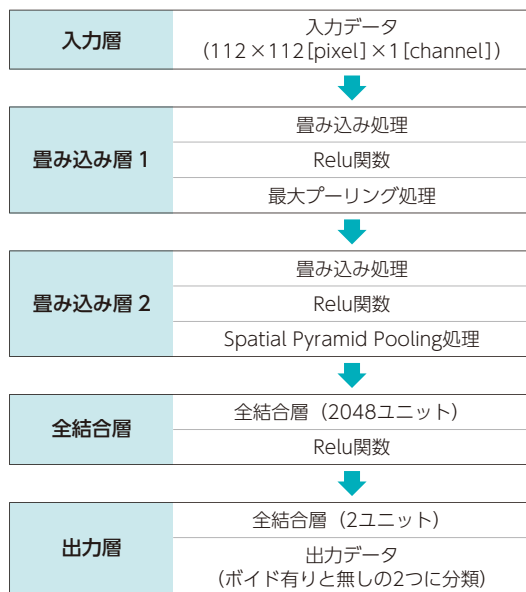 入力層
入力データ
（112×112[pixel]×1[channel]）
畳み込み層 1
畳み込み処理
Relu関数
最大プーリング処理
畳み込み層 2
畳み込み処理
Relu関数
Spatial Pyramid Pooling処理
全結合層
全結合層（2048ユニット）
Relu関数
出力層
全結合層（2ユニット）
出力データ
（ボイド有りと無しの2つに分類）